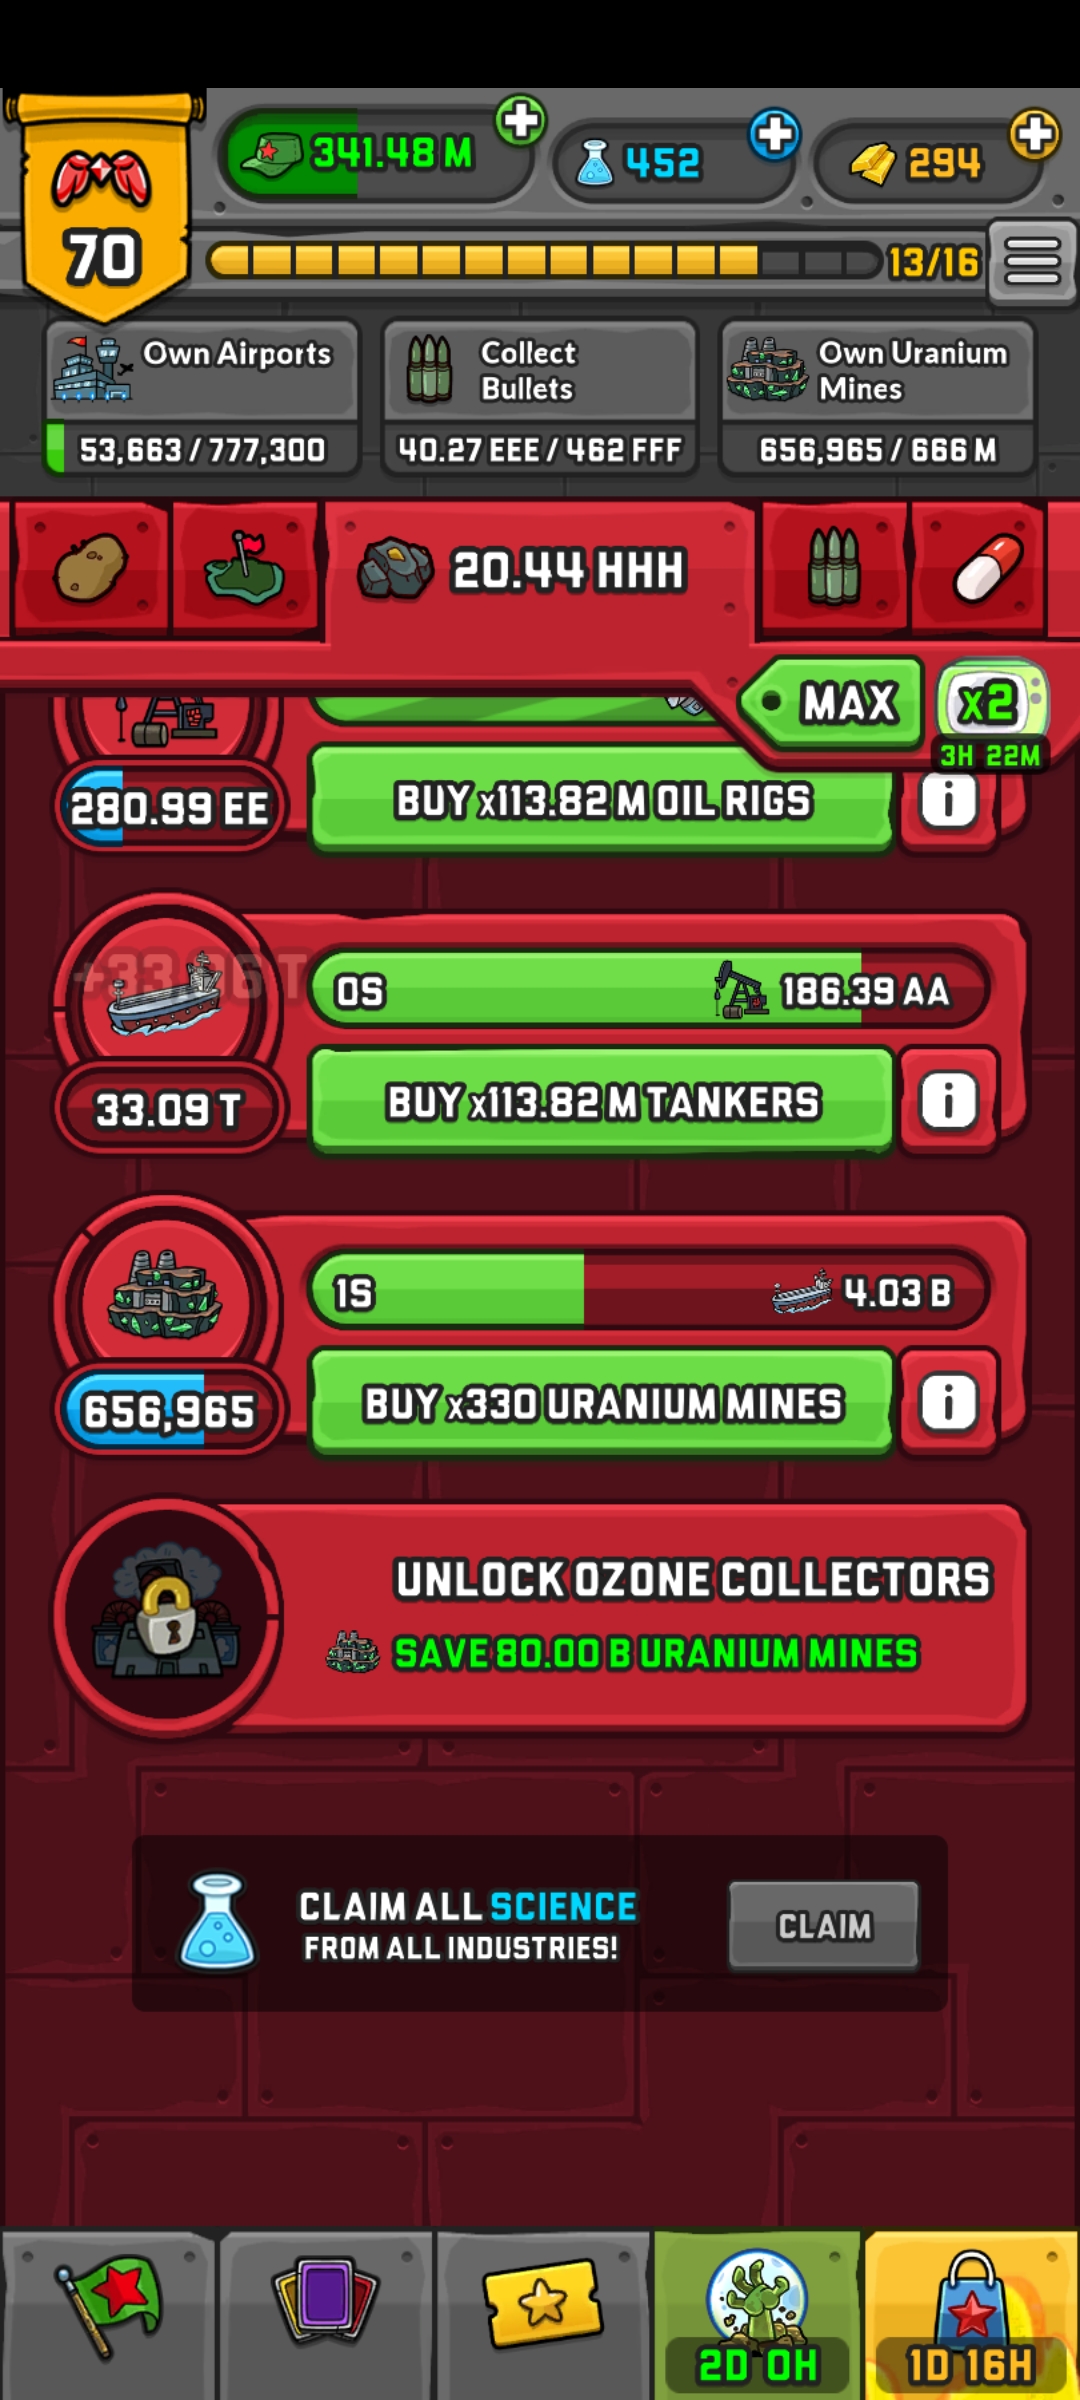 341.48 M
452
294
70
13/16
Own Airports
53,663 / 777,300
Collect
Bullets
40.27 EEE / 462 FFF
Own Uranium
Mines
656,965 / 666 M
20.44 HHH
MAX
x2
3H 22M
280.99 EE
BUY x113.82 M OIL RIGS
i
+33.06 T
0S
186.39 AA
33.09 T
BUY x113.82 M TANKERS
i
1S
4.03 B
656,965
BUY x330 URANIUM MINES
i
UNLOCK OZONE COLLECTORS
SAVE 80.00 B URANIUM MINES
CLAIM ALL SCIENCE
FROM ALL INDUSTRIES!
CLAIM
2D 0H
1D 16H